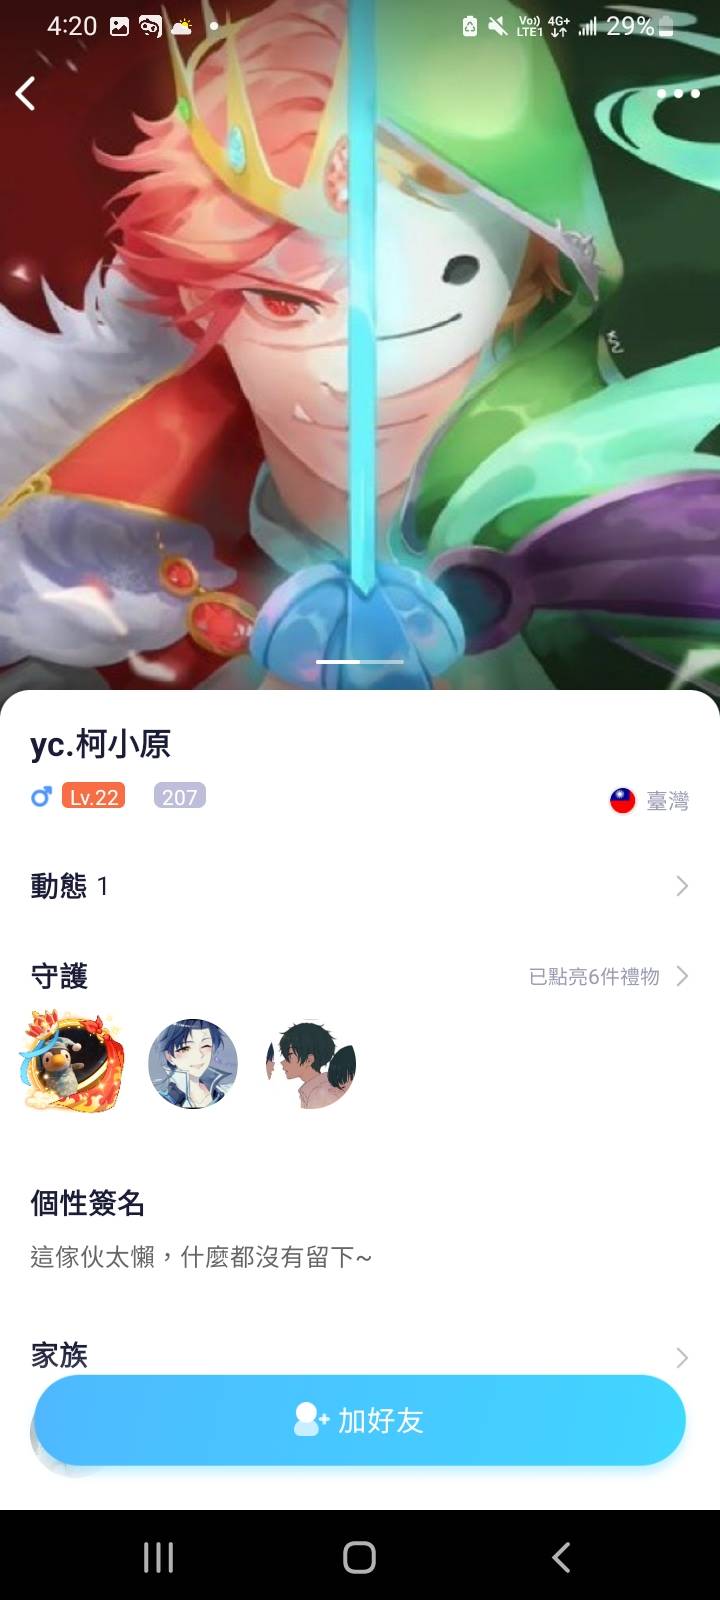 4:20
Vo)) LTE1 4G+ 29%
yc.柯小原
Lv.22 207 臺灣
動態 1
守護 已點亮6件禮物
個性簽名
這傢伙太懶，什麼都沒有留下~
家族
加好友